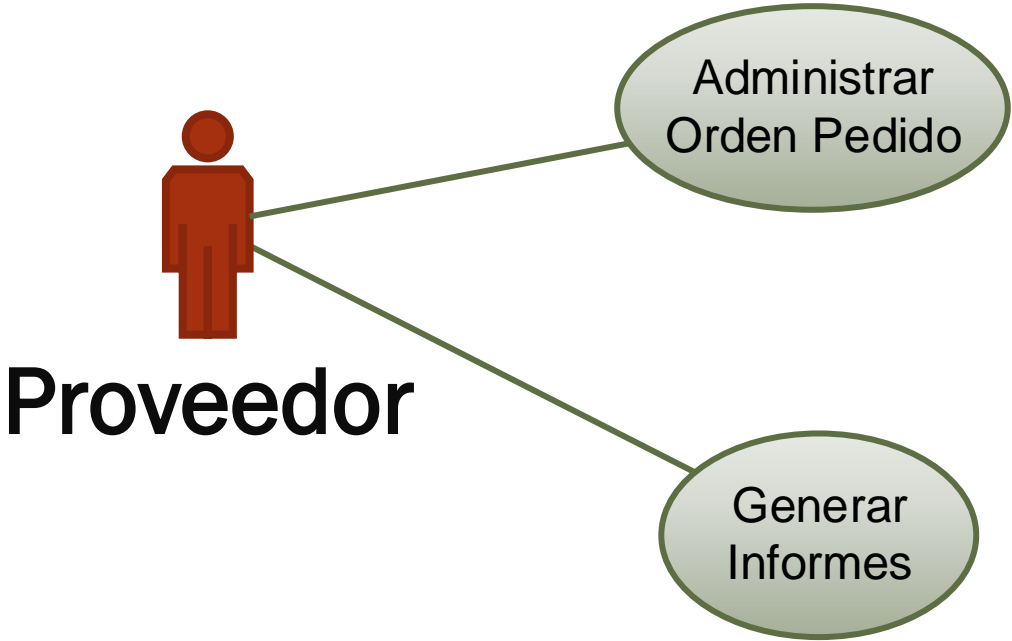 Administrar
Orden Pedido
Proveedor
Generar
Informes